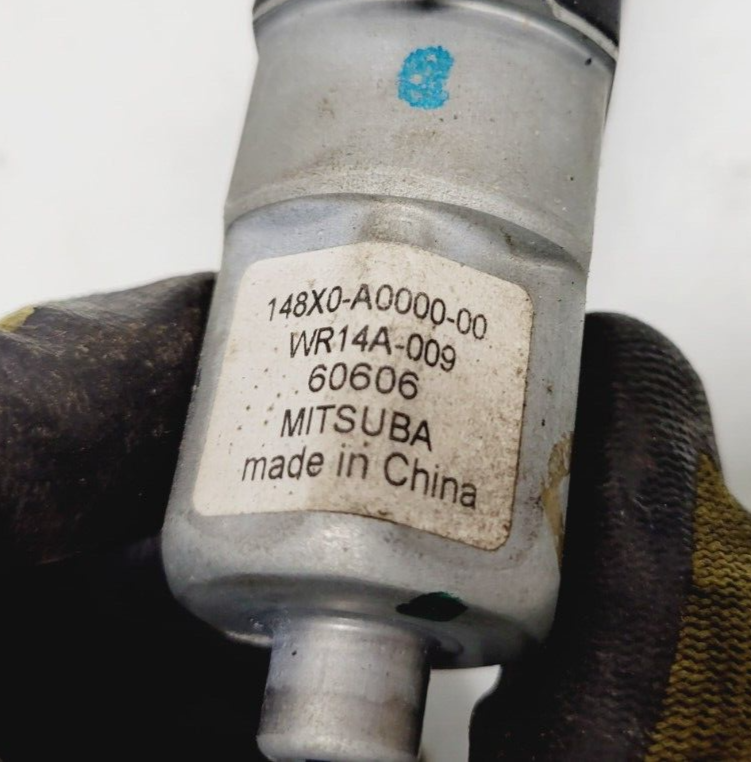 148X0-A0000-00
WR14A-009
60606
MITSUBA
made in China